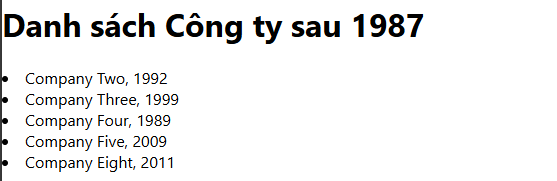 Danh sách Công ty sau 1987
Company Two, 1992
Company Three, 1999
Company Four, 1989
Company Five, 2009
Company Eight, 2011